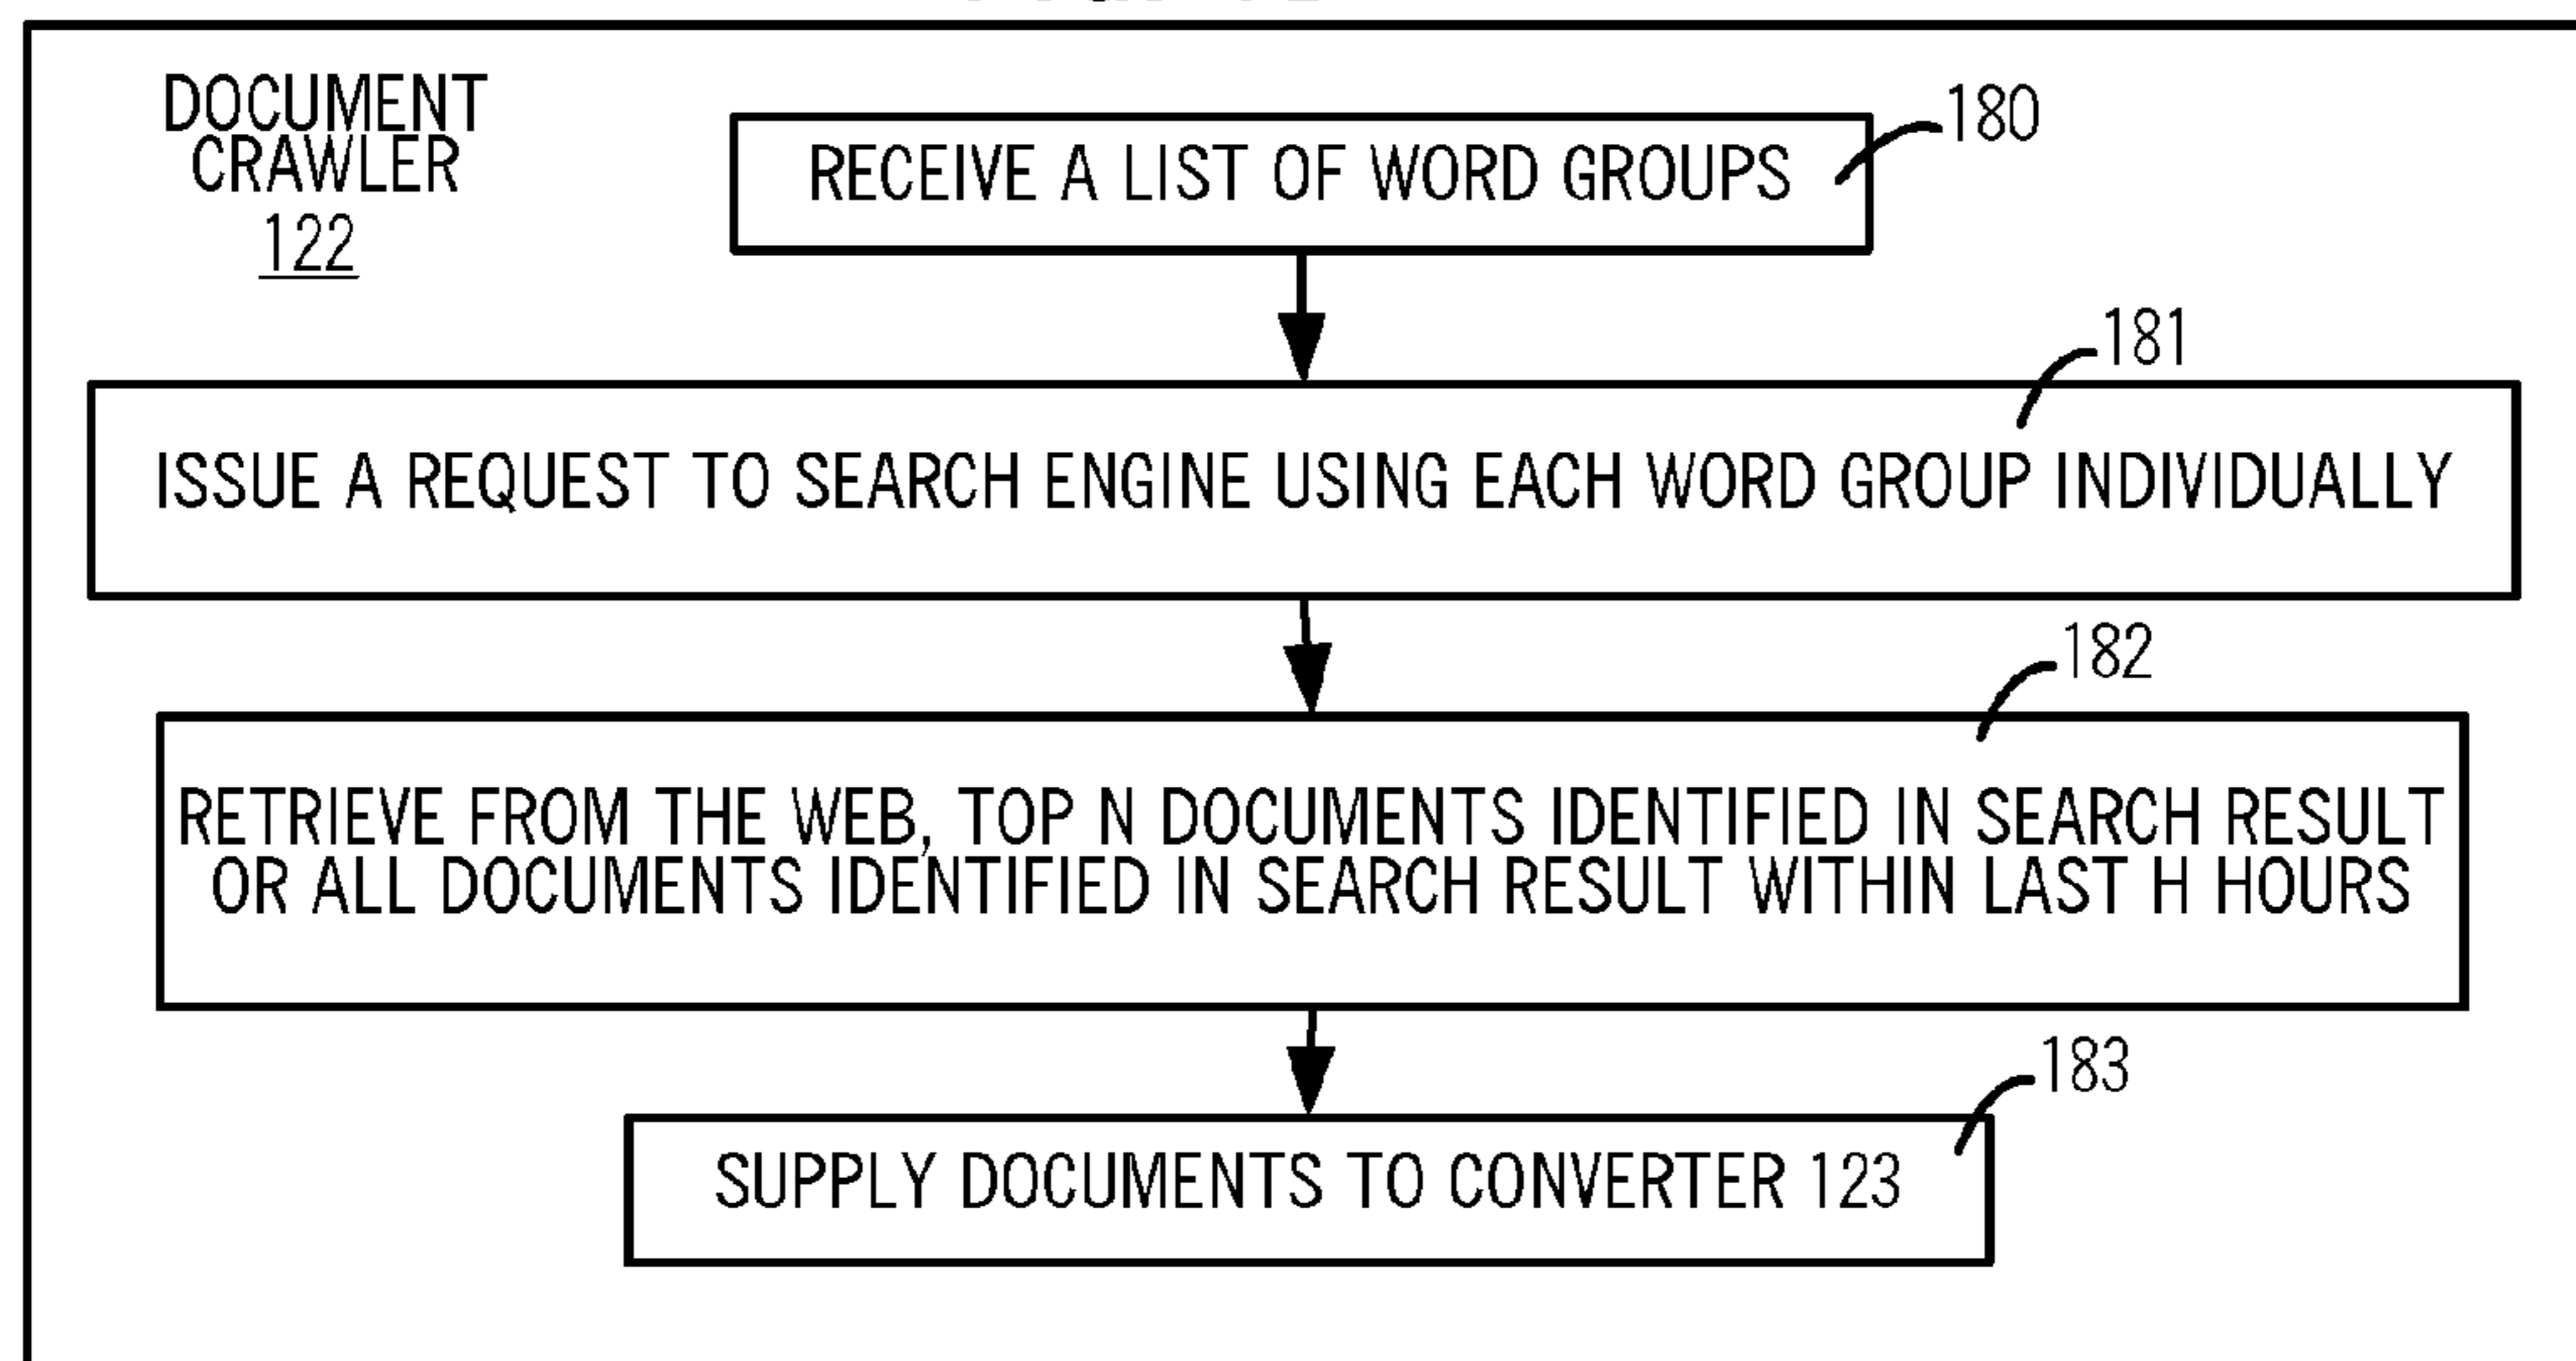 DOCUMENT
CRAWLER
122
180
RECEIVE A LIST OF WORD GROUPS
181
ISSUE A REQUEST TO SEARCH ENGINE USING EACH WORD GROUP INDIVIDUALLY
182
RETRIEVE FROM THE WEB, TOP N DOCUMENTS IDENTIFIED IN SEARCH RESULT
OR ALL DOCUMENTS IDENTIFIED IN SEARCH RESULT WITHIN LAST H HOURS
183
SUPPLY DOCUMENTS TO CONVERTER 123